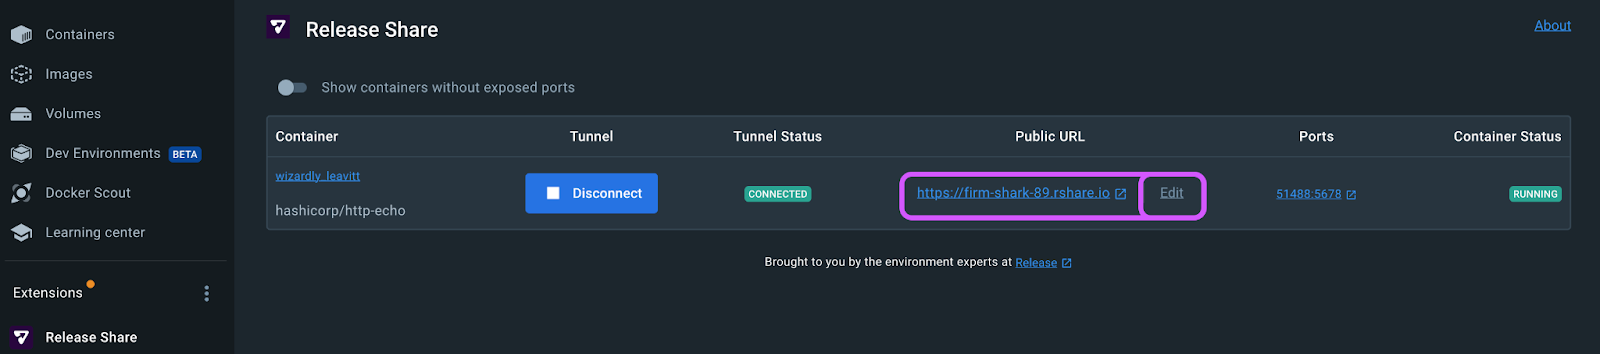 Containers
Images
Volumes
Dev Environments BETA
Docker Scout
Learning center
Extensions
Release Share
Release Share
About
Show containers without exposed ports
Container Tunnel Tunnel Status Public URL Ports Container Status
wizardly_leavitt
hashicorp/http-echo
Disconnect CONNECTED https://firm-shark-89.rshare.io Edit 51488:5678 RUNNING
Brought to you by the environment experts at Release